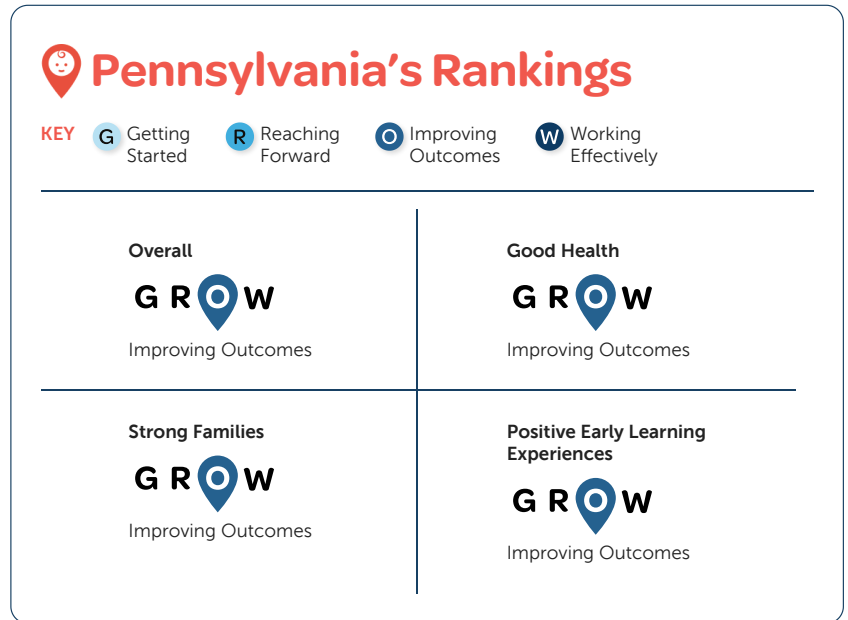 Pennsylvania's Rankings
KEY
G Getting Started
R Reaching Forward
O Improving Outcomes
W Working Effectively
Overall
G R O W
Improving Outcomes
Good Health
G R O W
Improving Outcomes
Strong Families
G R O W
Improving Outcomes
Positive Early Learning
Experiences
G R O W
Improving Outcomes